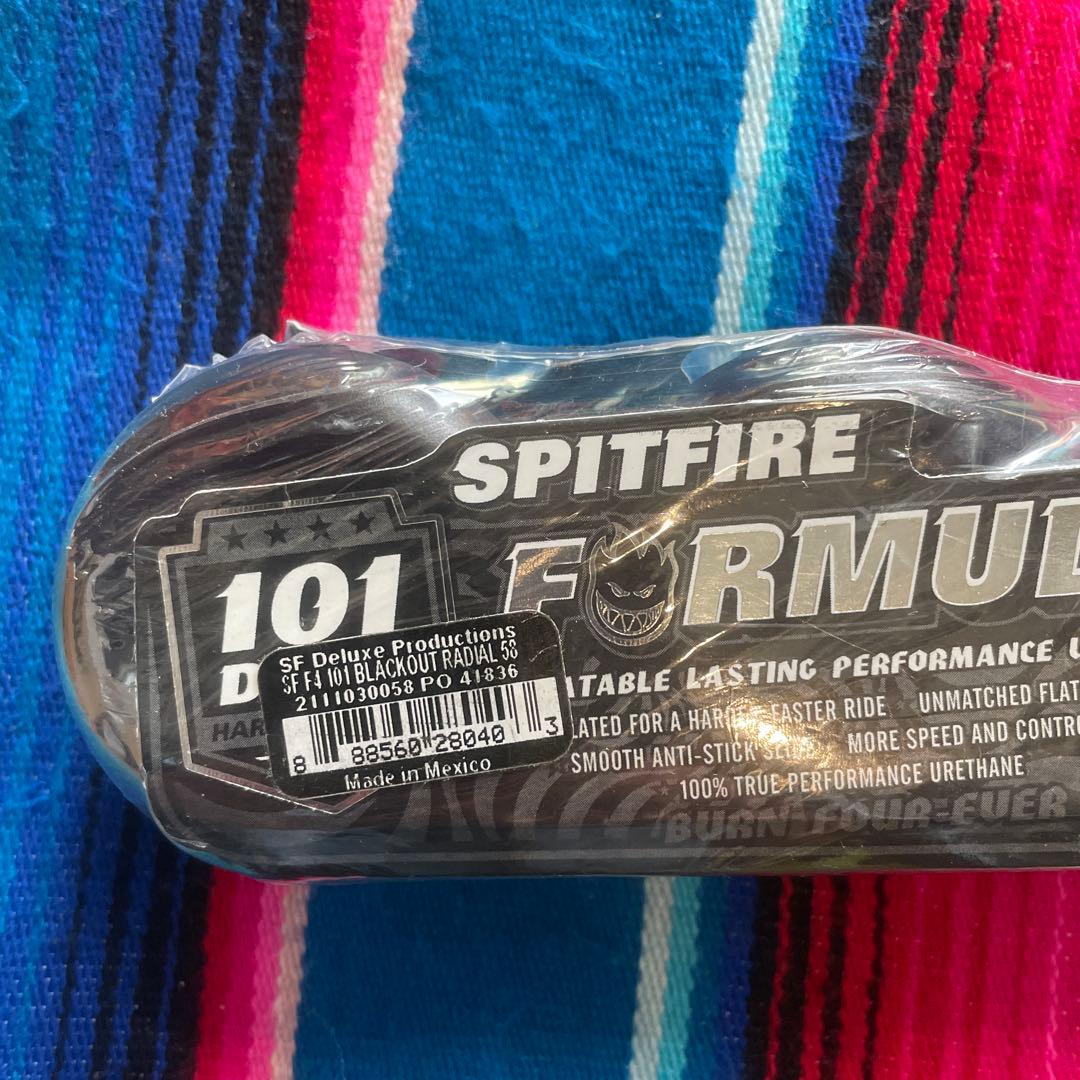 SPITFIRE
FORMUL
101
D
HAR
SF Deluxe Productions
SF F4 101 BLACKOUT RADIAL 58
2111030058 PO 41836
8 88560 28040 3
Made in Mexico
TABLE LASTING PERFORMANCE U
LATED FOR A HARDER FASTER RIDE UNMATCHED FLAT
SMOOTH ANTI-STICK MORE SPEED AND CONTRO
100% TRUE PERFORMANCE URETHANE
BURN FOUR-EVER